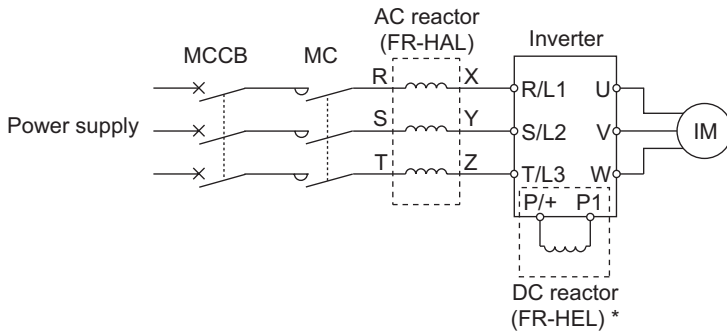 AC reactor
(FR-HAL)
Inverter
MCCB
MC
R
X
R/L1
U
Power supply
S
Y
S/L2
V
IM
T
Z
T/L3
W
P/+
P1
DC reactor
(FR-HEL) *